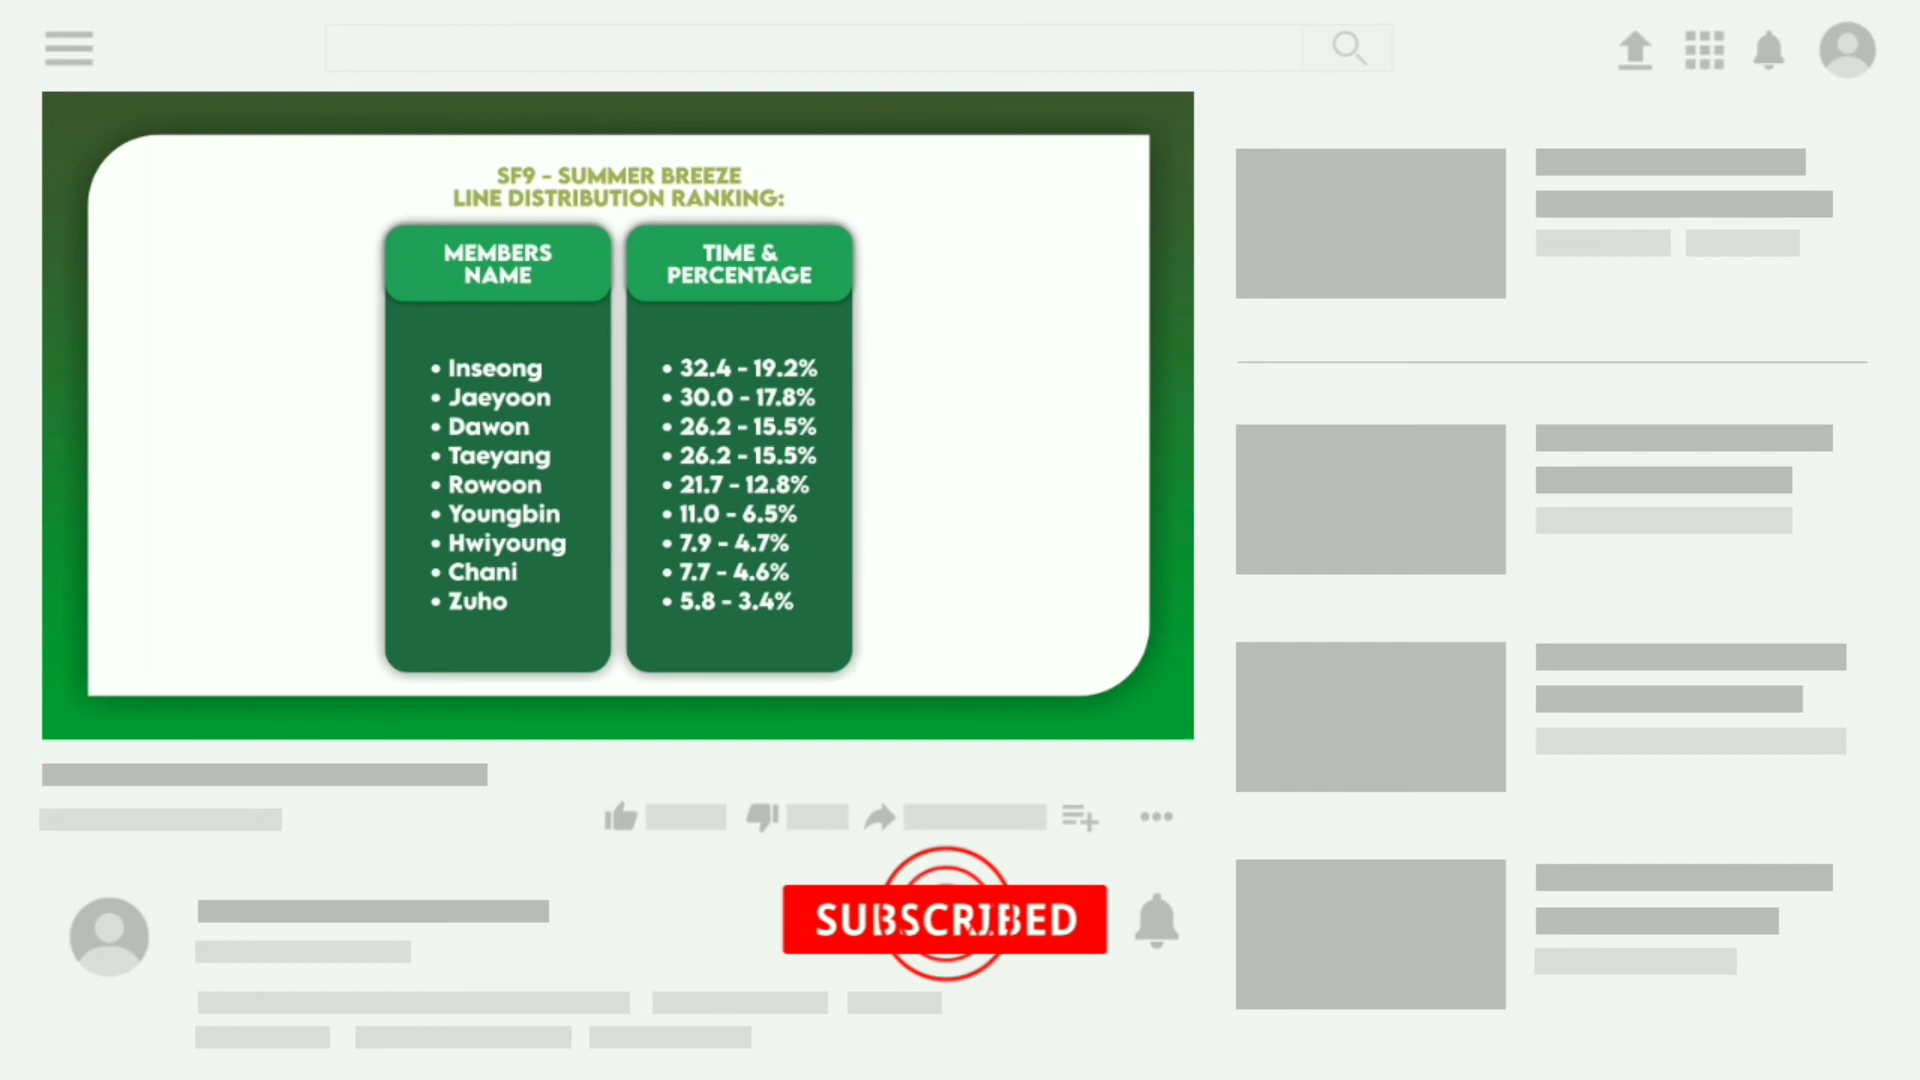 SF9 - SUMMER BREEZE
LINE DISTRIBUTION RANKING:
MEMBERS
NAME
TIME &
PERCENTAGE
• Inseong
• 32.4 - 19.2%
• Jaeyoon
• 30.0 - 17.8%
• Dawon
• 26.2 - 15.5%
• Taeyang
• 26.2 - 15.5%
• Rowoon
• 21.7 - 12.8%
• Youngbin
• 11.0 - 6.5%
• Hwiyoung
• 7.9 - 4.7%
• Chani
• 7.7 - 4.6%
• Zuho
• 5.8 - 3.4%
SUBSCRIBED